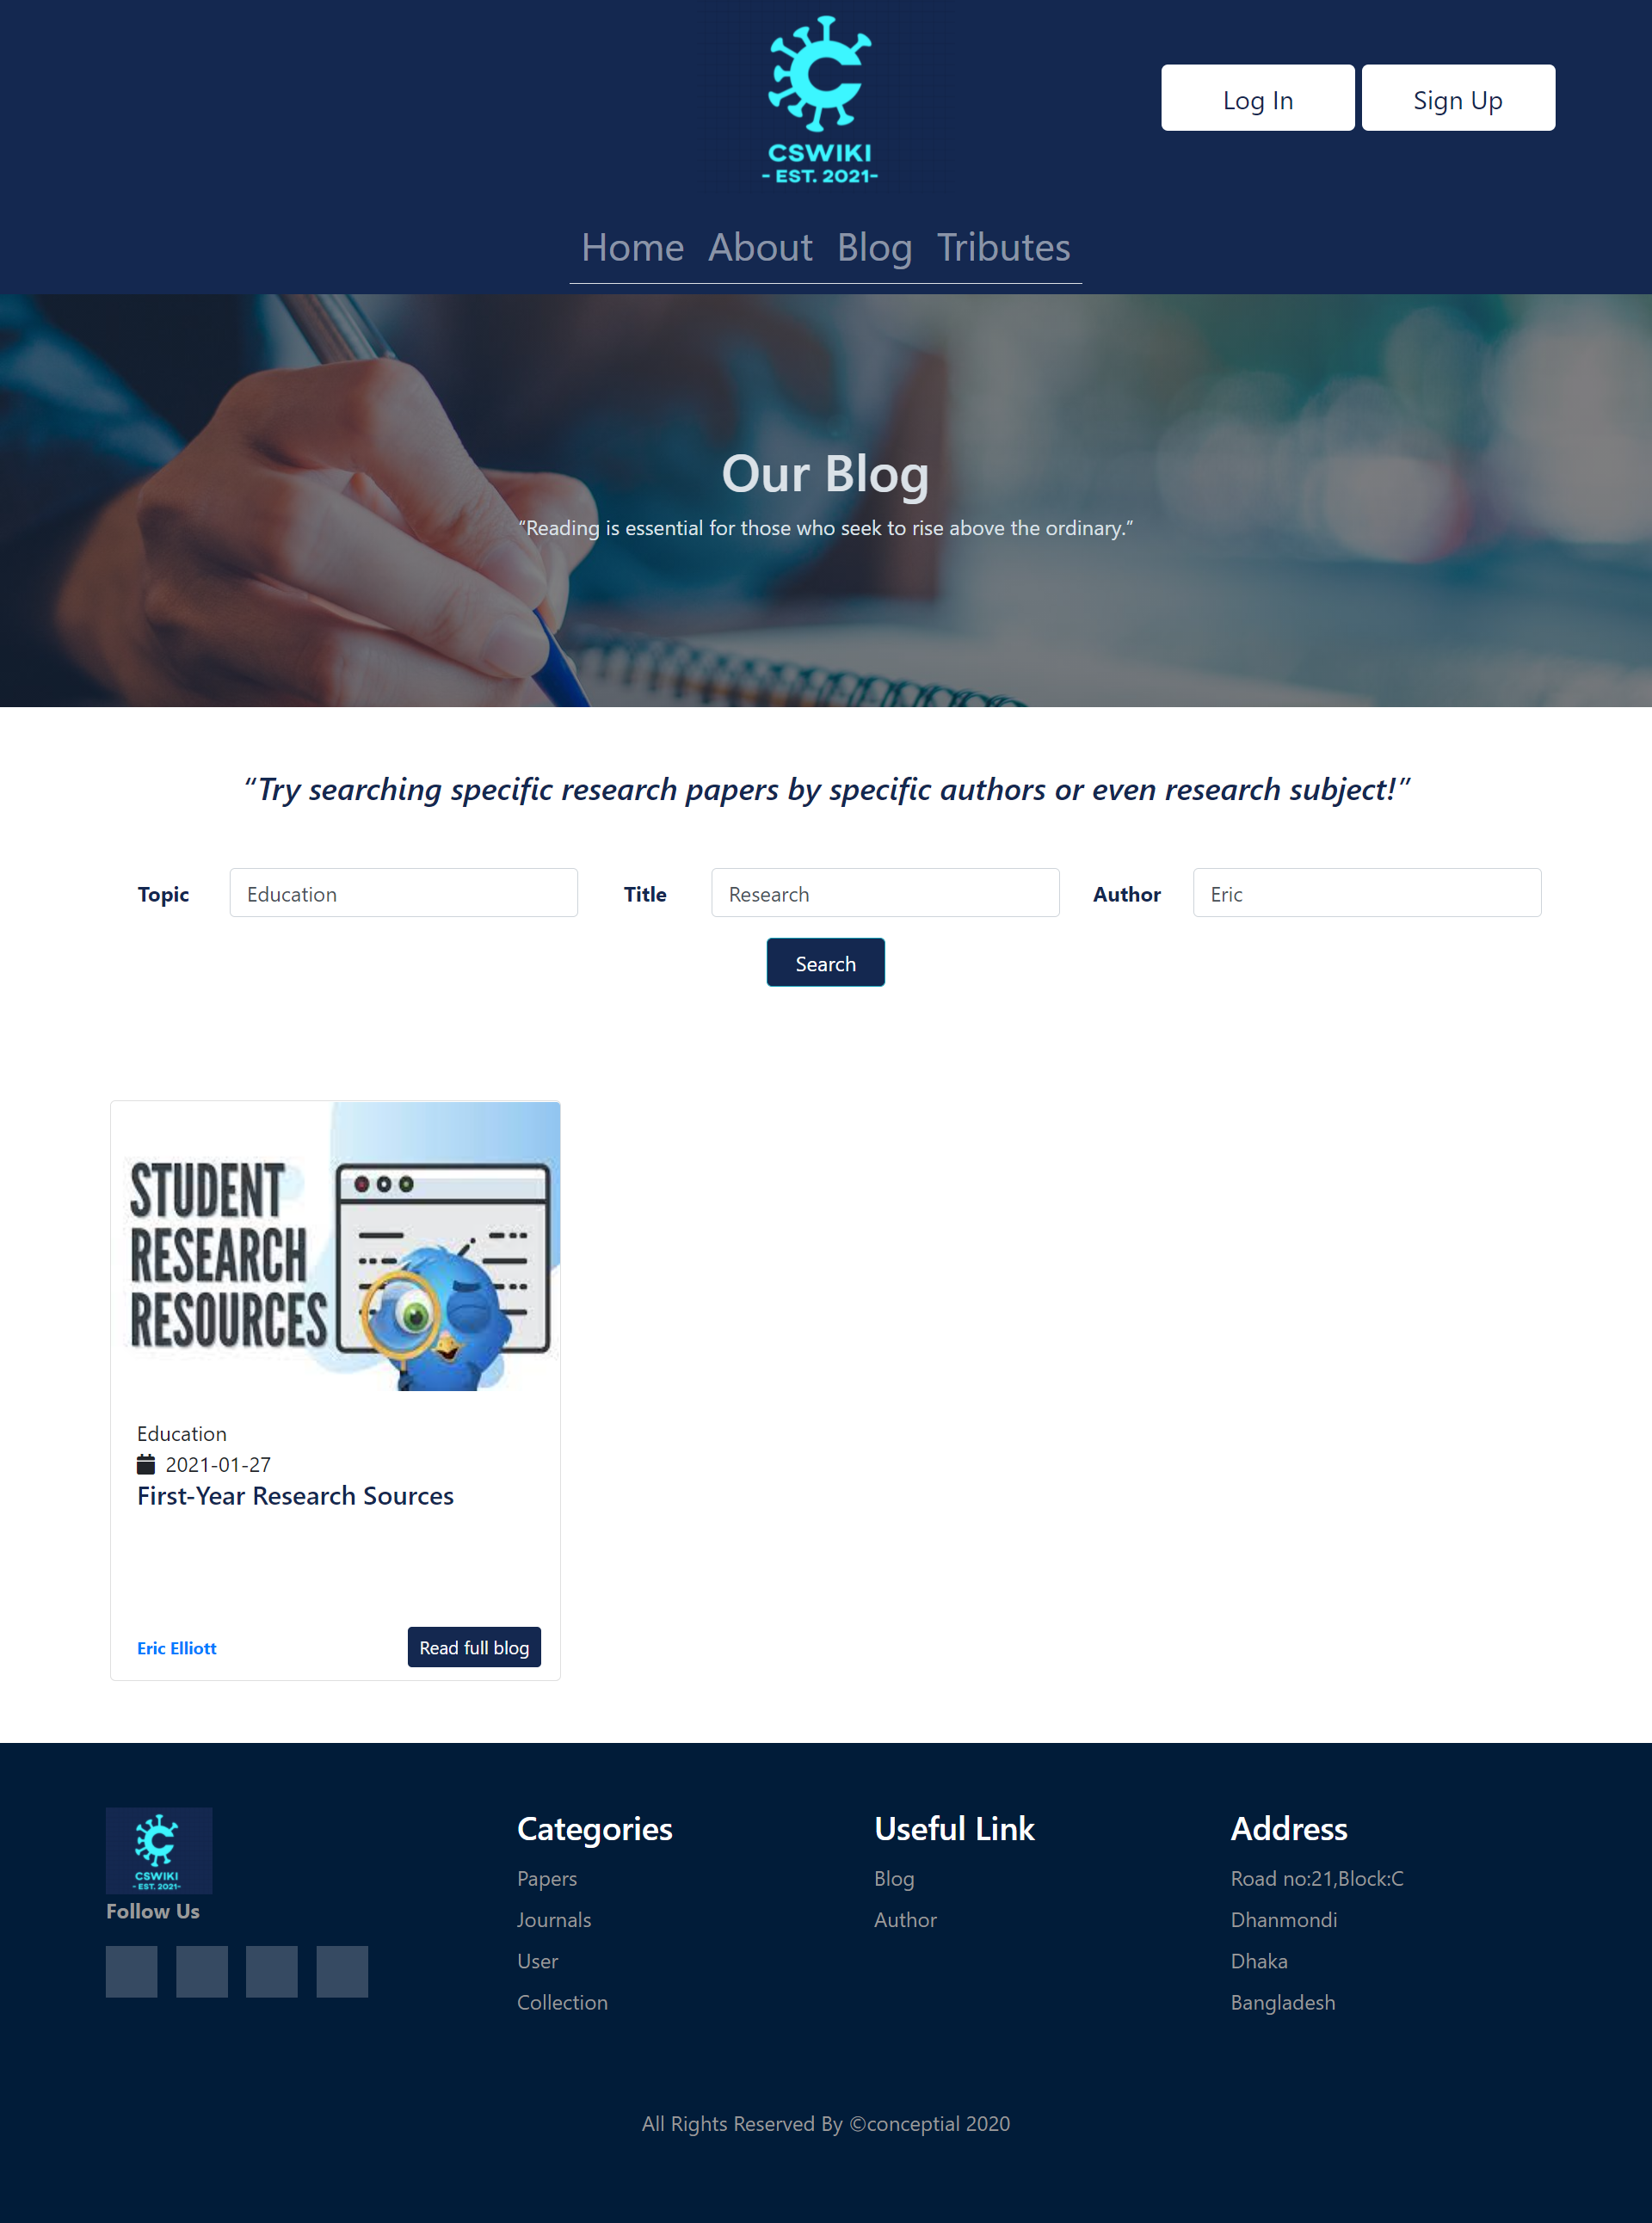 CSWIKI
- EST. 2021-
Log In
Sign Up
Home About Blog Tributes
Our Blog
“Reading is essential for those who seek to rise above the ordinary.”
“Try searching specific research papers by specific authors or even research subject!”
Topic
Education
Title
Research
Author
Eric
Search
STUDENT
RESEARCH
RESOURCES
Education
2021-01-27
First-Year Research Sources
Eric Elliott
Read full blog
CSWIKI
- EST. 2021-
Follow Us
Categories
Papers
Journals
User
Collection
Useful Link
Blog
Author
Address
Road no:21,Block:C
Dhanmondi
Dhaka
Bangladesh
All Rights Reserved By ©conceptial 2020